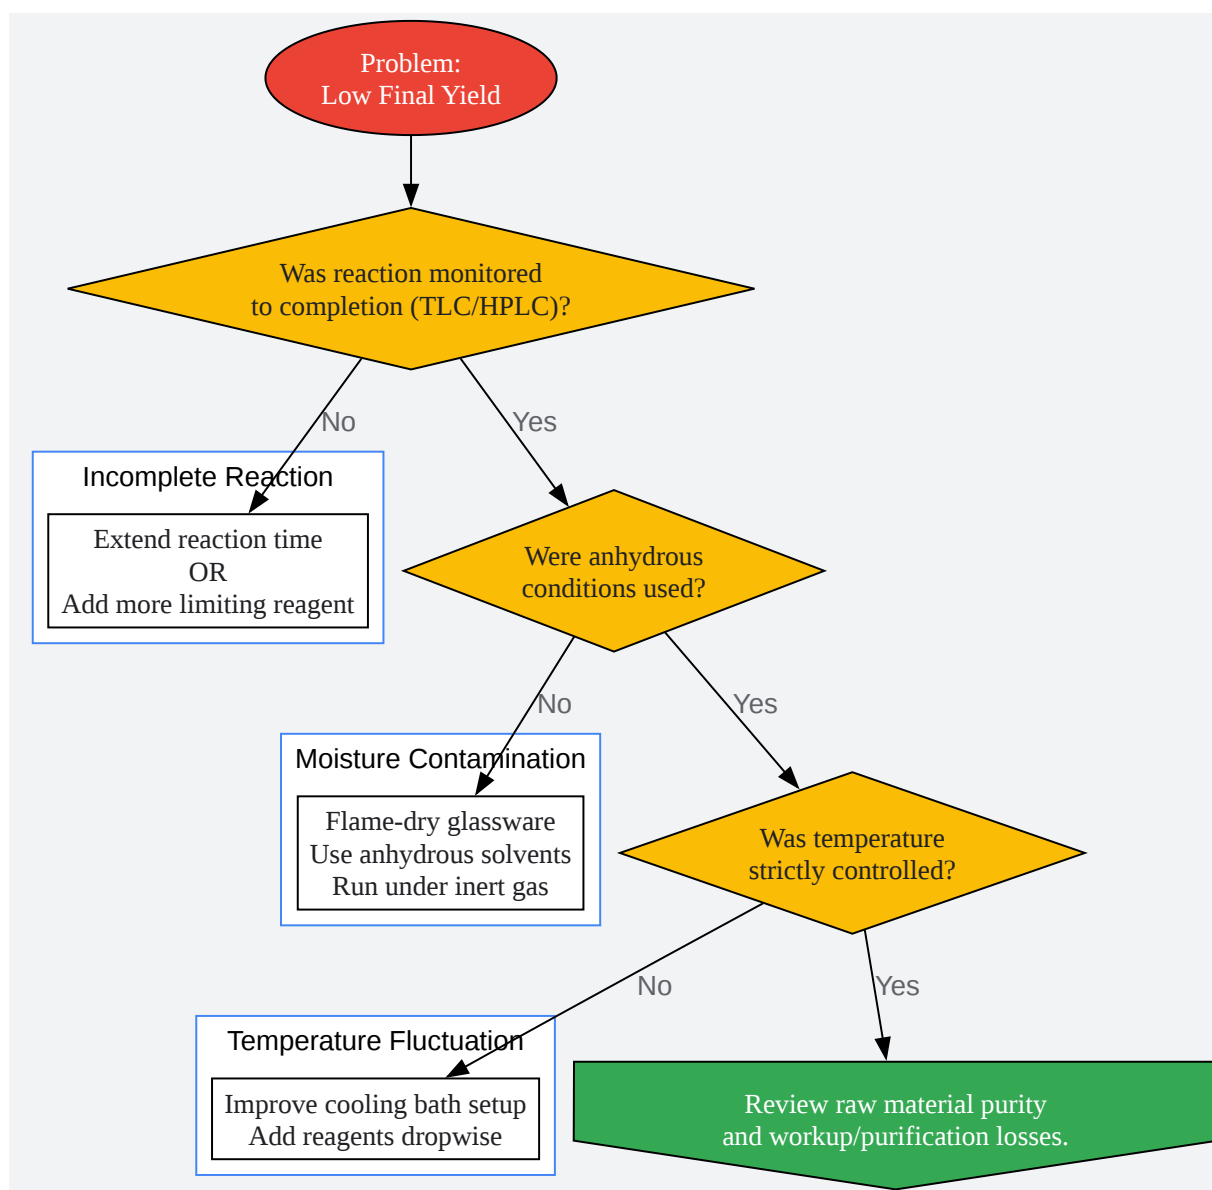 Problem:
Low Final Yield
Was reaction monitored
to completion (TLC/HPLC)?
No
Yes
Incomplete Reaction
Extend reaction time
OR
Add more limiting reagent
Were anhydrous
conditions used?
No
Yes
Moisture Contamination
Flame-dry glassware
Use anhydrous solvents
Run under inert gas
Was temperature
strictly controlled?
No
Yes
Temperature Fluctuation
Improve cooling bath setup
Add reagents dropwise
Review raw material purity
and workup/purification losses.